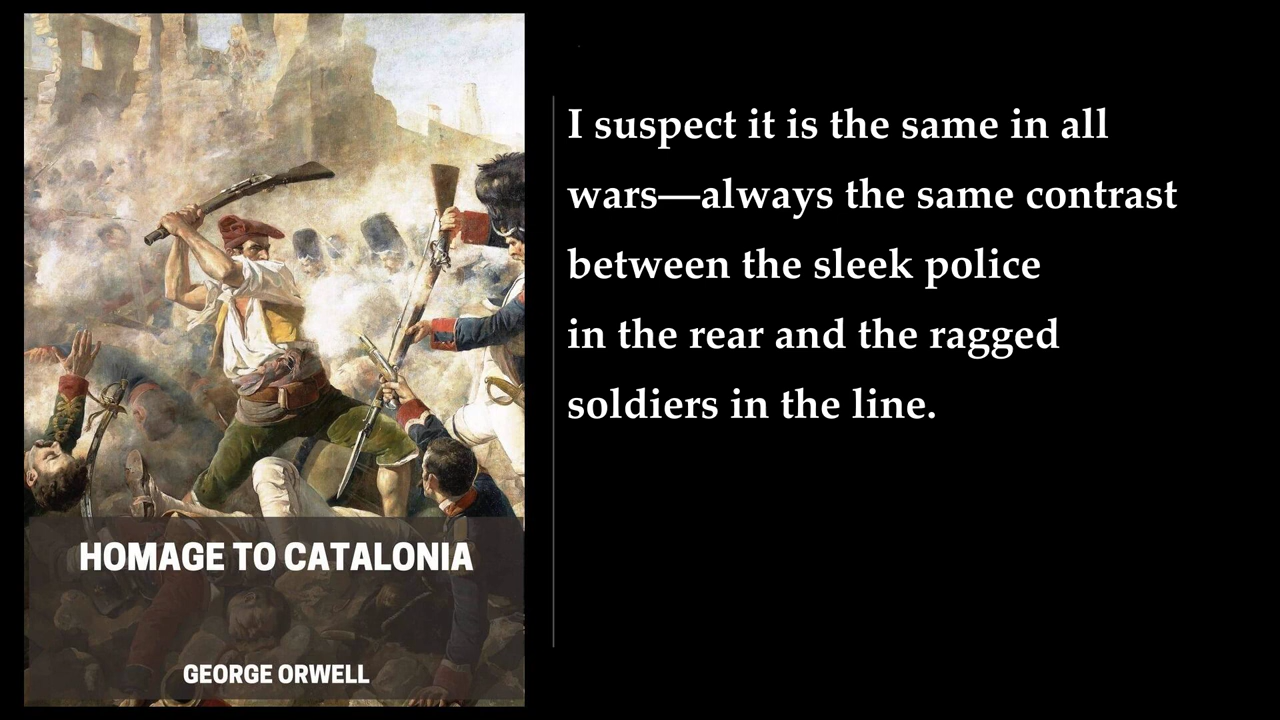 HOMAGE TO CATALONIA
GEORGE ORWELL
I suspect it is the same in all
wars—always the same contrast
between the sleek police
in the rear and the ragged
soldiers in the line.